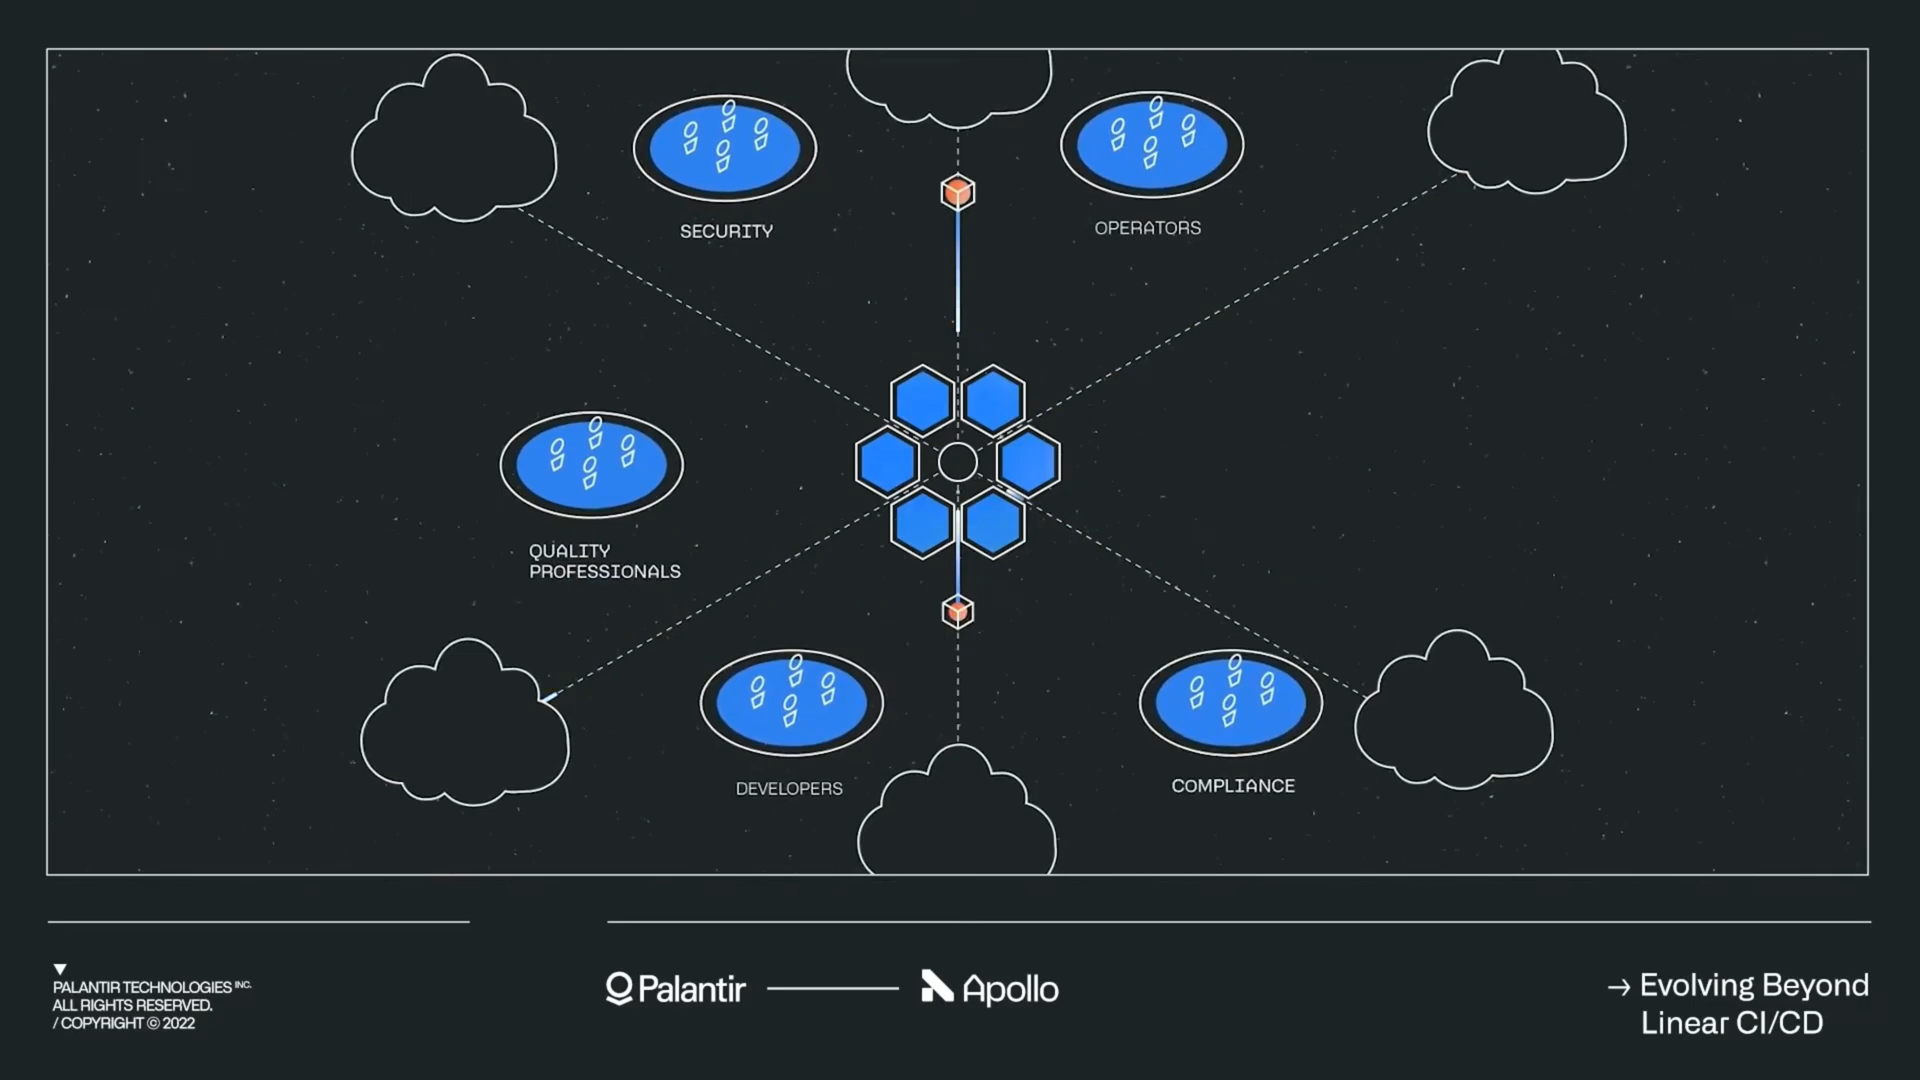 SECURITY
OPERATORS
QUALITY
PROFESSIONALS
DEVELOPERS
COMPLIANCE
PALANTIR TECHNOLOGIES INC.
ALL RIGHTS RESERVED.
/ COPYRIGHT © 2022
Palantir
Apollo
→ Evolving Beyond
Linear CI/CD